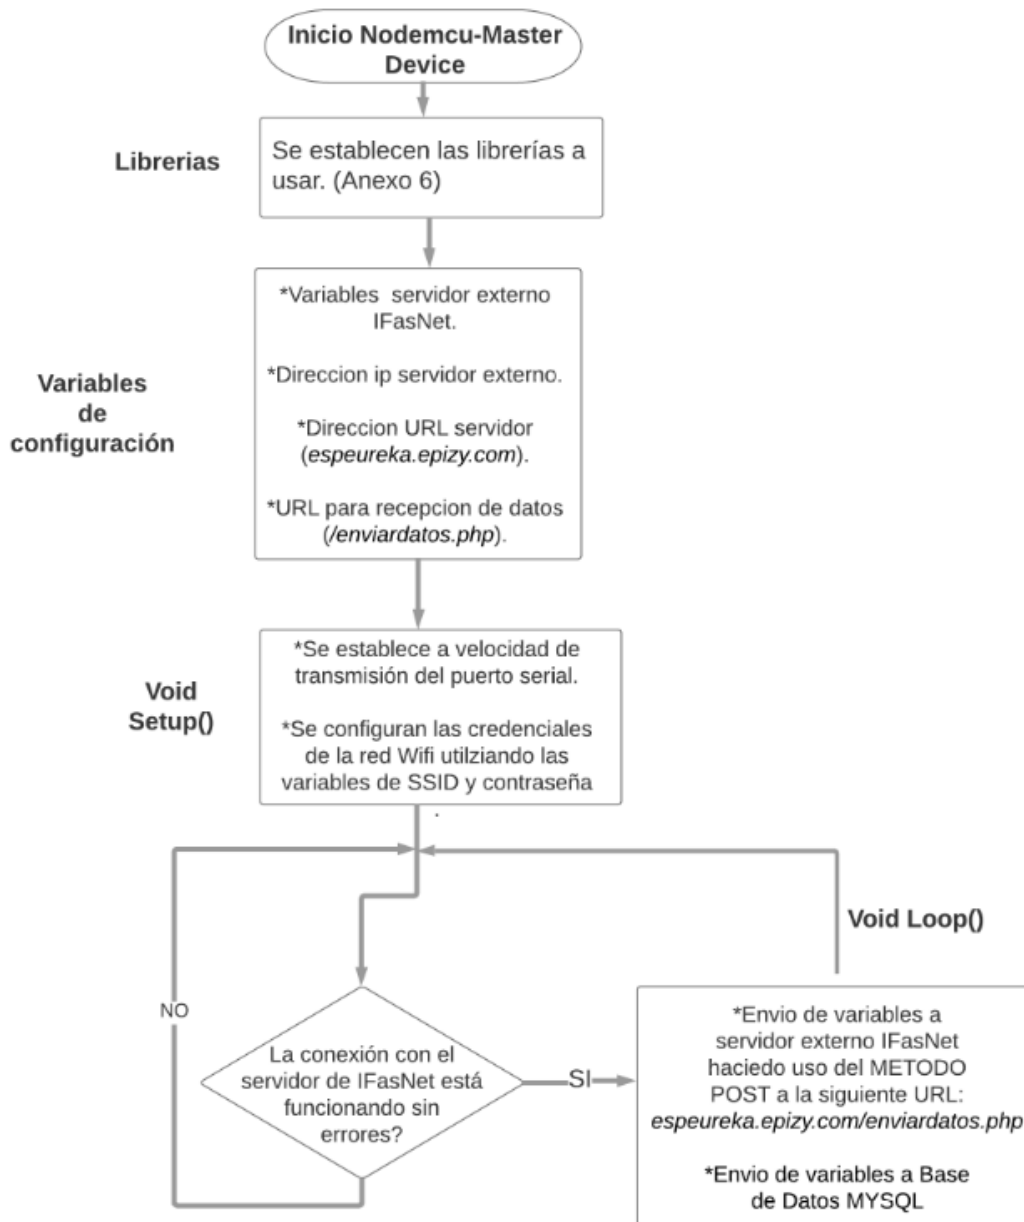 Inicio Nodemcu-Master
Device
Librerias
Se establecen las librerías a
usar. (Anexo 6)
Variables
de
configuración
*Variables servidor externo
IFasNet.
*Direccion ip servidor externo.
*Direccion URL servidor
(espeureka.epizy.com).
*URL para recepcion de datos
(/enviardatos.php).
Void
Setup()
*Se establece a velocidad de
transmisión del puerto serial.
*Se configuran las credenciales
de la red Wifi utilziando las
variables de SSID y contraseña
.
Void Loop()
NO
La conexión con el
servidor de IFasNet está
funcionando sin
errores?
SI
*Envio de variables a
servidor externo IFasNet
haciedo uso del METODO
POST a la siguiente URL:
espeureka.epizy.com/enviardatos.php
*Envio de variables a Base
de Datos MYSQL